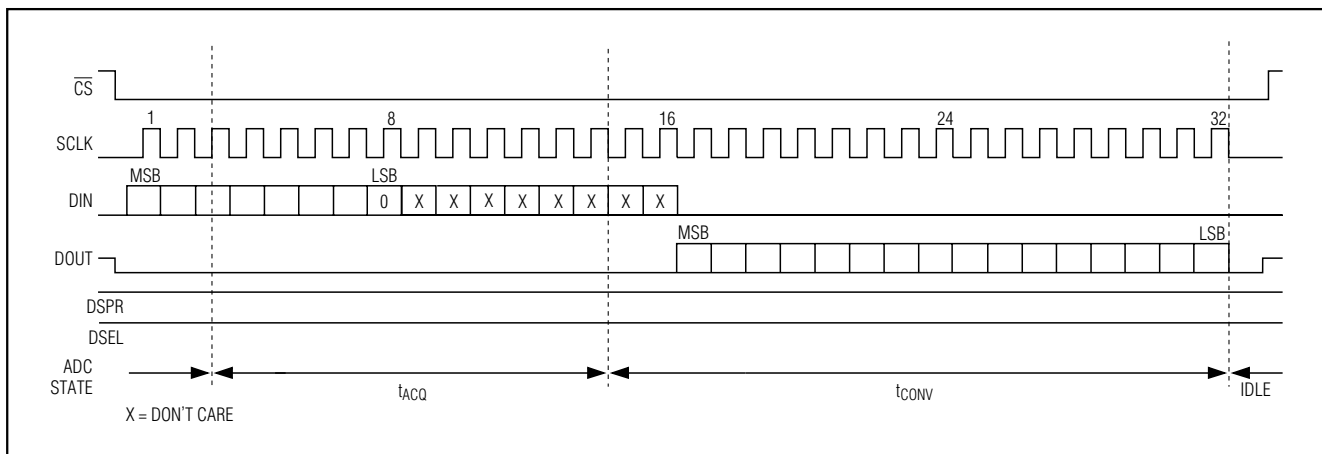 CS
1 8 16 24 32
SCLK
MSB LSB
DIN 0 X X X X X X X X
MSB LSB
DOUT
DSPR
DSEL
ADC STATE
tACQ tCONV IDLE
X = DON'T CARE